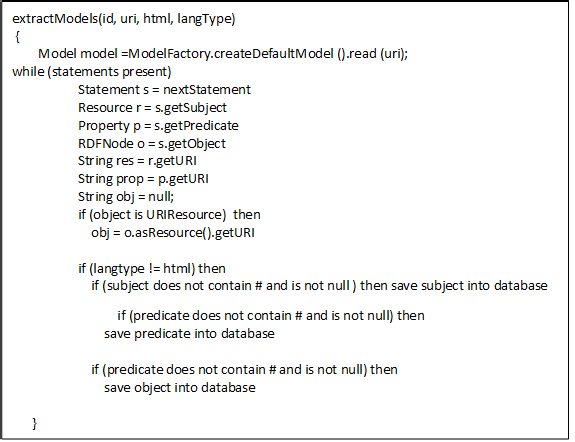 extractModels(id, uri, html, langType)
{
Model model =ModelFactory.createDefaultModel ().read (uri);
while (statements present)
Statement s = nextStatement
Resource r = s.getSubject
Property p = s.getPredicate
RDFNode o = s.getObject
String res = r.getURI
String prop = p.getURI
String obj = null;
if (object is URIResource)  then
obj = o.asResource().getURI
if (langtype != html) then
if (subject does not contain # and is not null ) then save subject into database
if (predicate does not contain # and is not null) then
save predicate into database
if (predicate does not contain # and is not null) then
save object into database
}